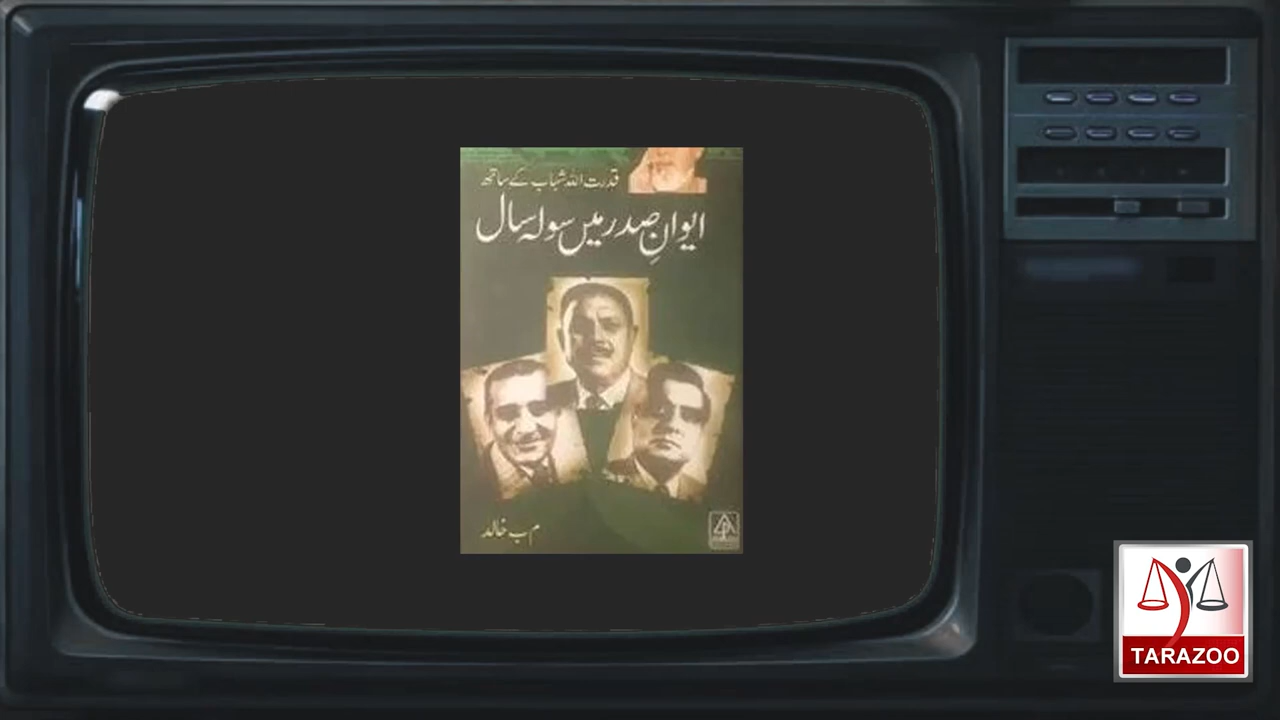 قدرت اللہ شہاب کے ساتھ
ایوانِ صدر میں سولہ سال
م ب خالد
TARAZOO